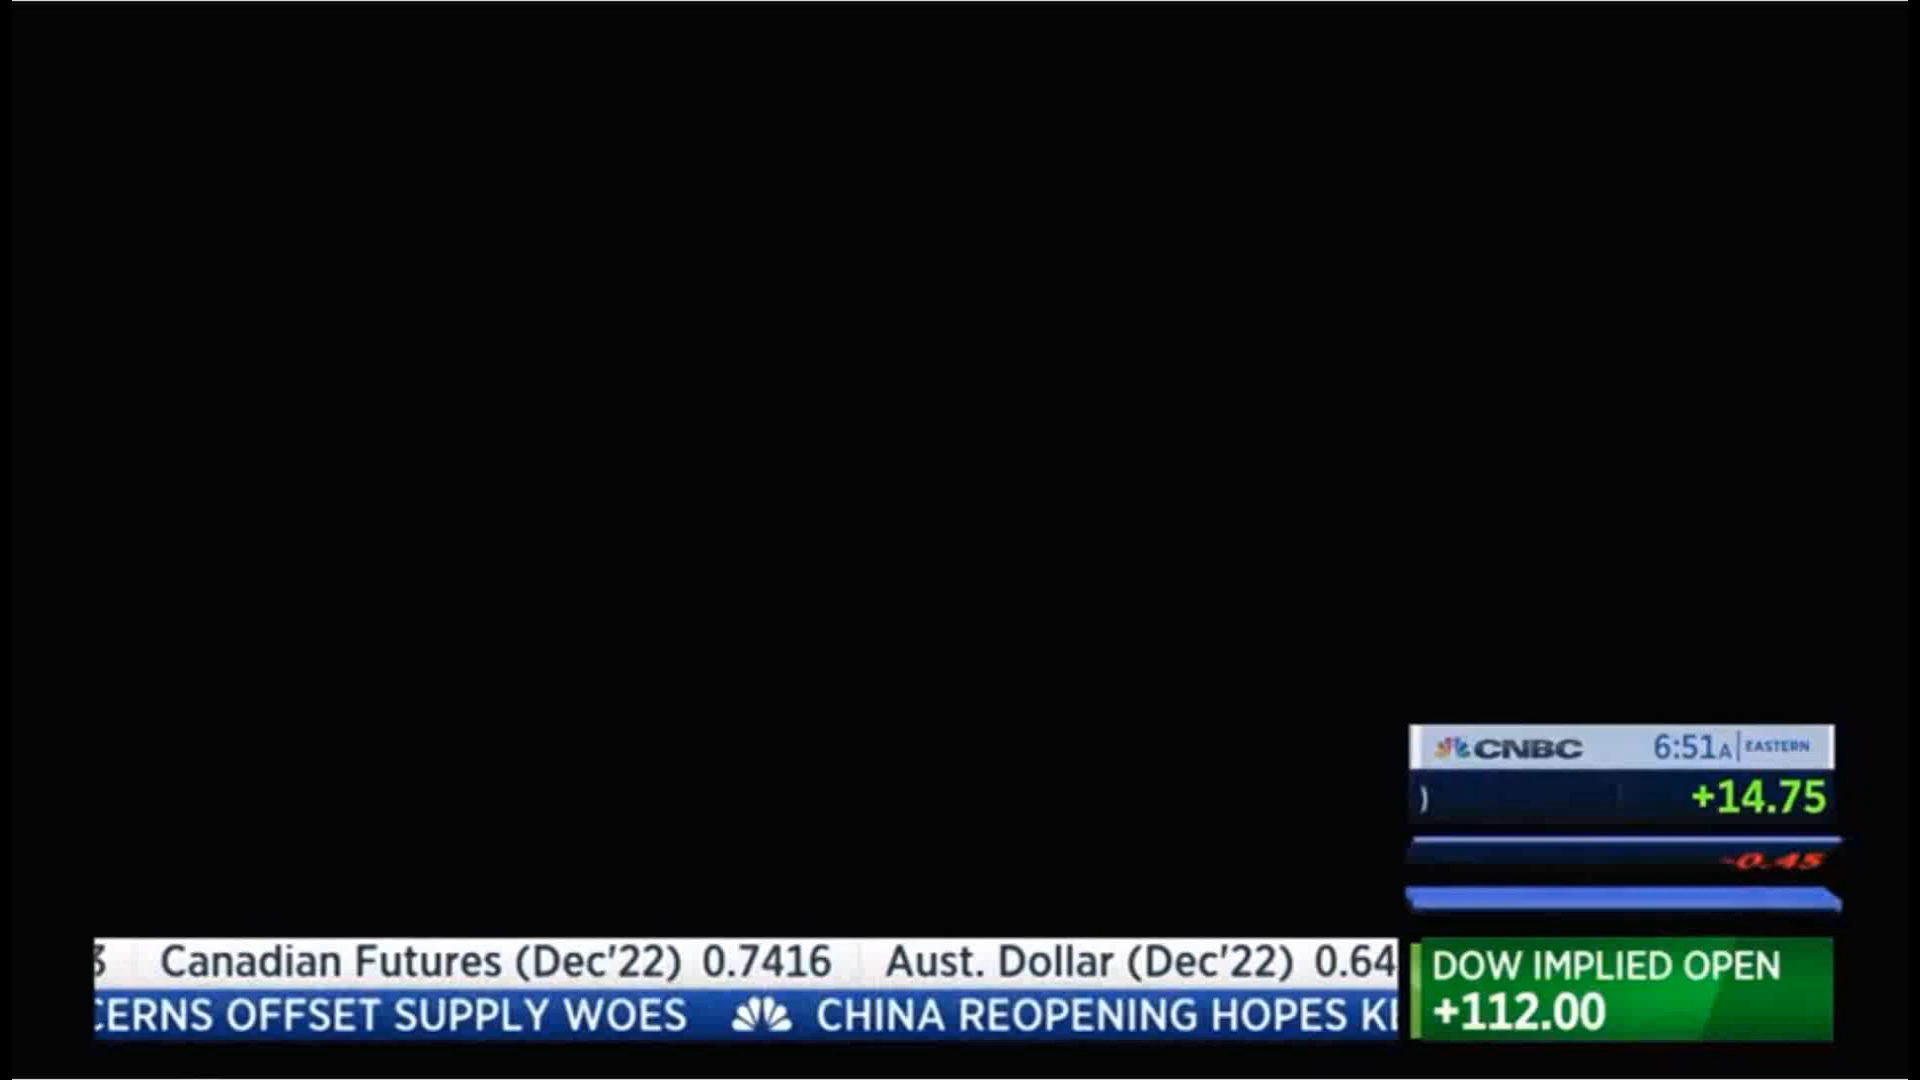 CNBC 6:51A EASTERN
) +14.75
-0.45
Canadian Futures (Dec'22) 0.7416 Aust. Dollar (Dec'22) 0.64
CERNS OFFSET SUPPLY WOES CHINA REOPENING HOPES
DOW IMPLIED OPEN
+112.00